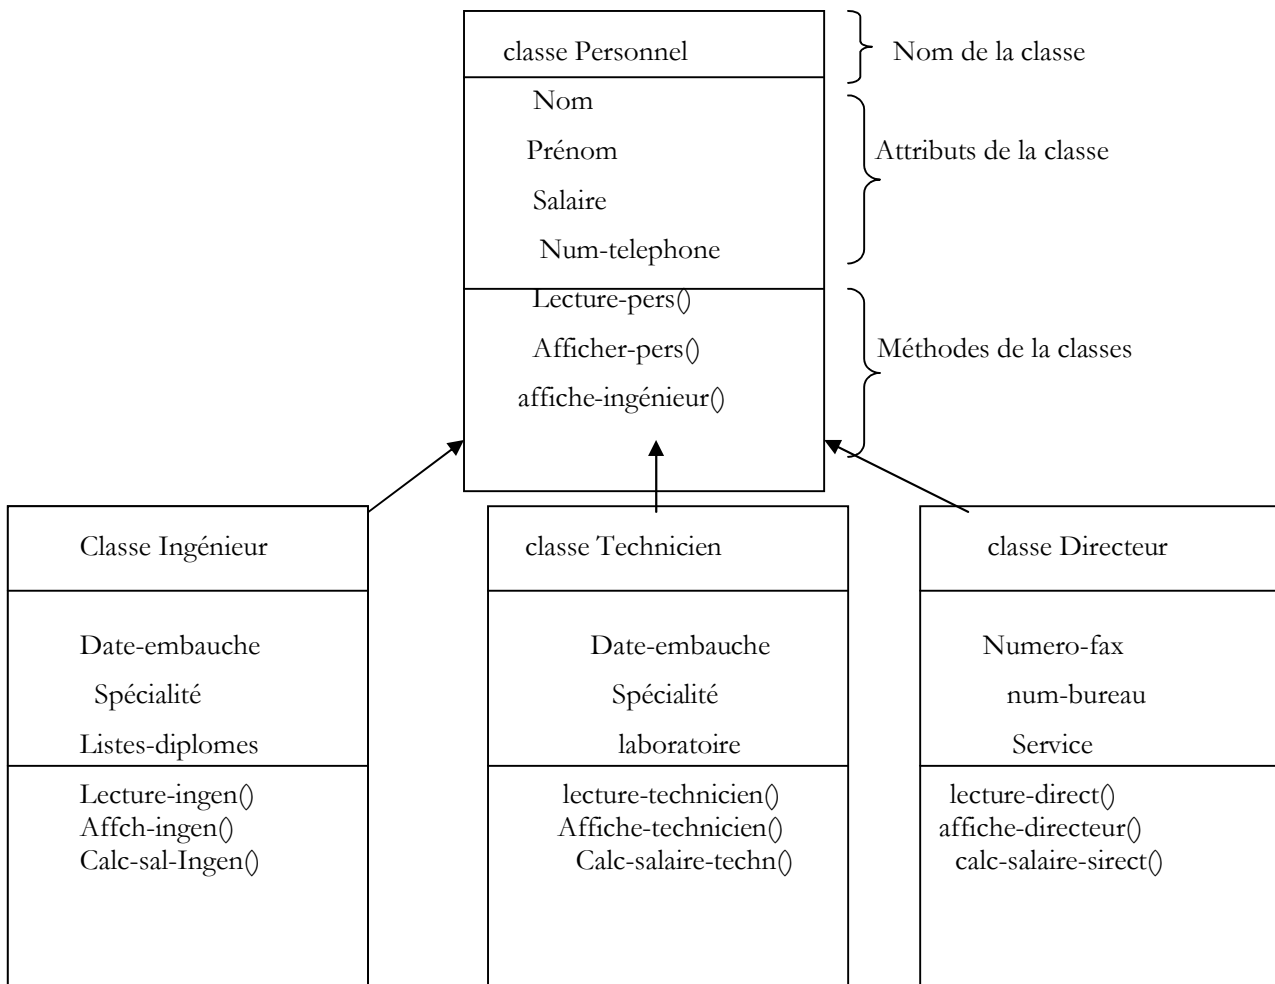 classe Personnel
Nom de la classe
Nom
Prénom
Attributs de la classe
Salaire
Num-telephone
Lecture-pers()
Afficher-pers()
Méthodes de la classes
affiche-ingénieur()
Classe Ingénieur
Date-embauche
Spécialité
Listes-diplomes
Lecture-ingen()
Affch-ingen()
Calc-sal-Ingen()
classe Technicien
Date-embauche
Spécialité
laboratoire
lecture-technicien()
Affiche-technicien()
Calc-salaire-techn()
classe Directeur
Numero-fax
num-bureau
Service
lecture-direct()
affiche-directeur()
calc-salaire-sirect()